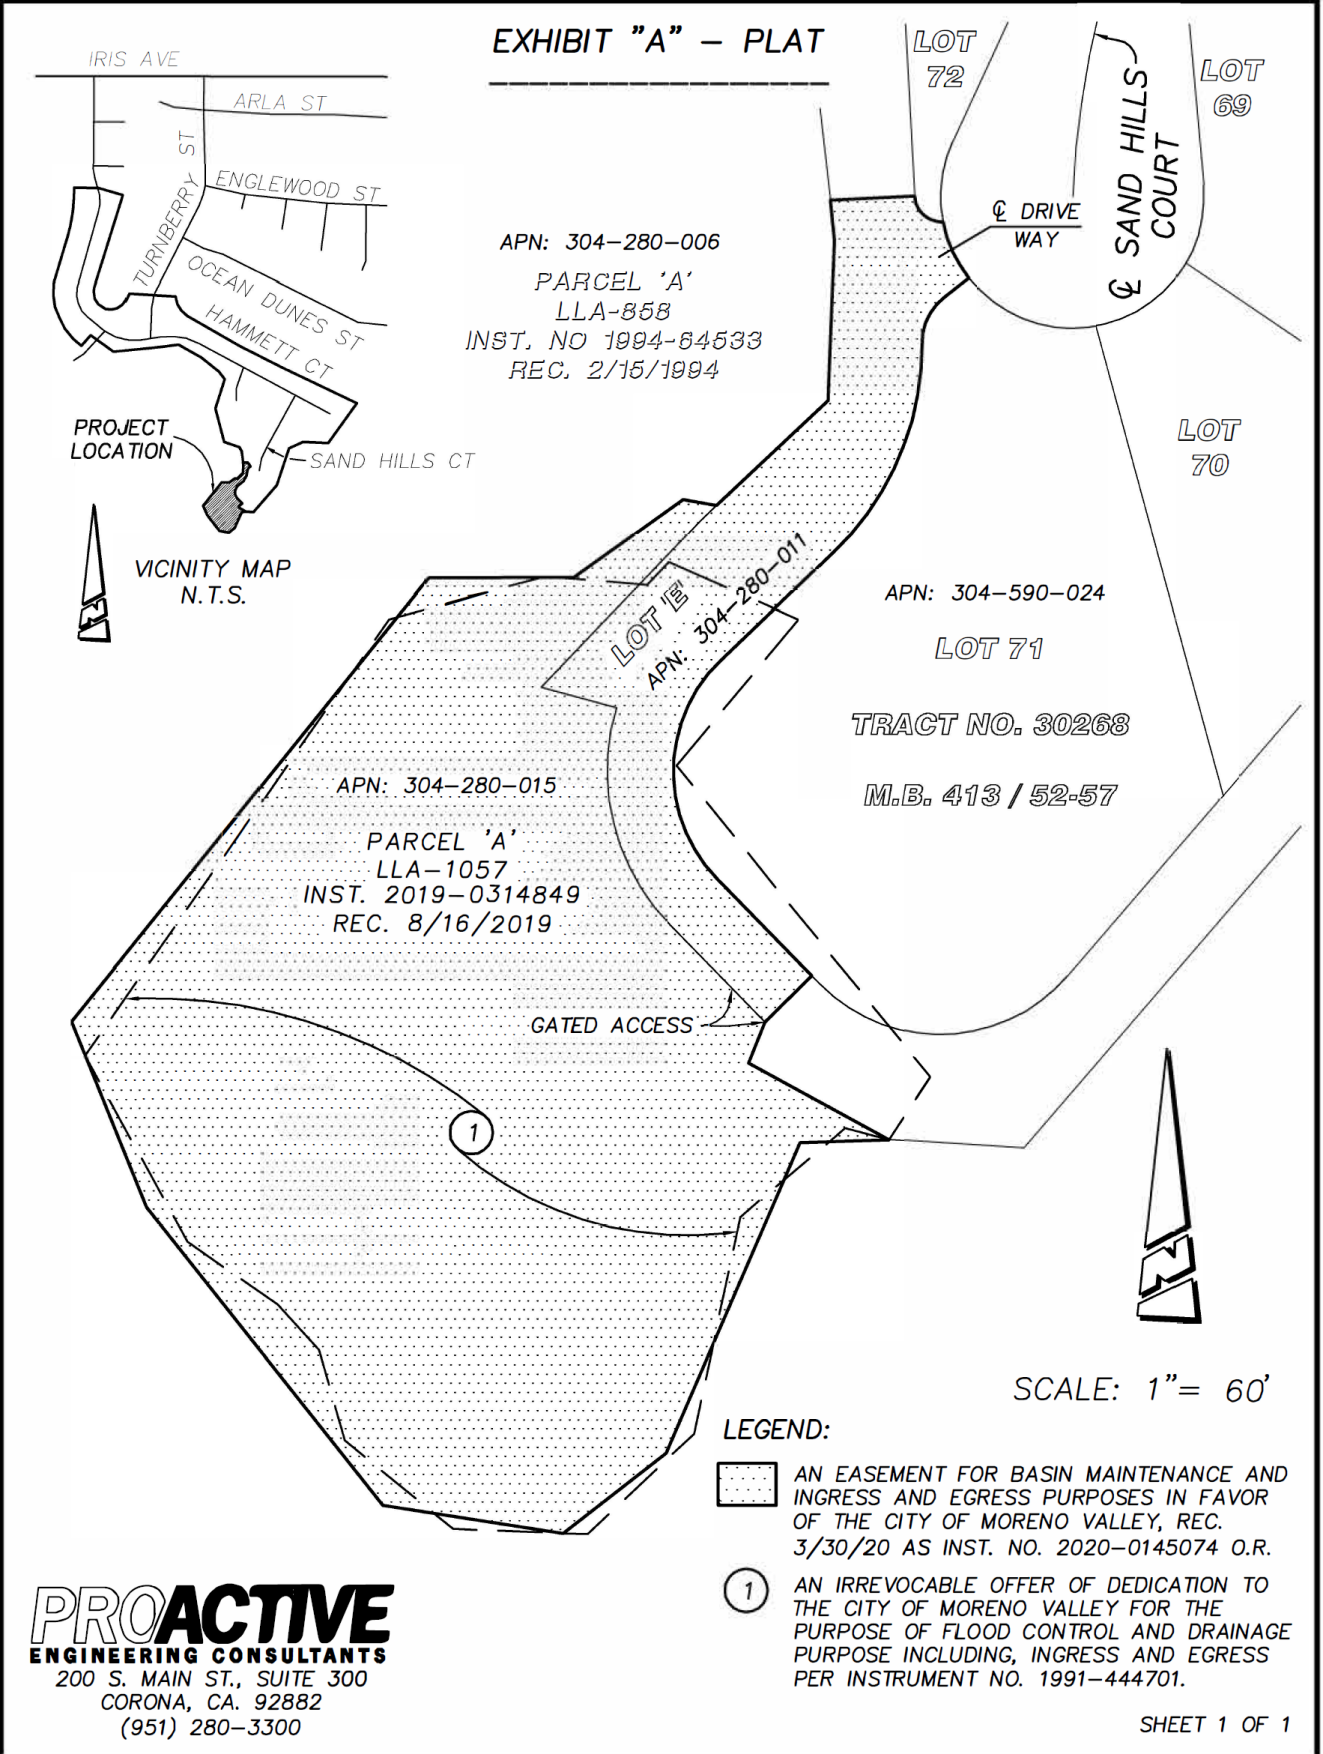 EXHIBIT "A" – PLAT
IRIS AVE
ARLA ST
TURNBERRY ST
ENGLEWOOD ST
OCEAN DUNES ST
HAMMETT CT
PROJECT
LOCATION
SAND HILLS CT
VICINITY MAP
N.T.S.
N
LOT
72
LOT
69
℄ SAND HILLS
COURT
℄ DRIVE
WAY
APN: 304-280-006
PARCEL 'A'
LLA-858
INST. NO 1994-64533
REC. 2/15/1994
LOT
70
LOT 'E'
APN: 304-280-011
APN: 304-590-024
LOT 71
TRACT NO. 30268
M.B. 413 / 52-57
APN: 304-280-015
PARCEL 'A'
LLA-1057
INST. 2019-0314849
REC. 8/16/2019
GATED ACCESS
1
N
SCALE: 1"= 60'
LEGEND:
AN EASEMENT FOR BASIN MAINTENANCE AND
INGRESS AND EGRESS PURPOSES IN FAVOR
OF THE CITY OF MORENO VALLEY, REC.
3/30/20 AS INST. NO. 2020-0145074 O.R.
1 AN IRREVOCABLE OFFER OF DEDICATION TO
THE CITY OF MORENO VALLEY FOR THE
PURPOSE OF FLOOD CONTROL AND DRAINAGE
PURPOSE INCLUDING, INGRESS AND EGRESS
PER INSTRUMENT NO. 1991-444701.
PROACTIVE
ENGINEERING CONSULTANTS
200 S. MAIN ST., SUITE 300
CORONA, CA. 92882
(951) 280-3300
SHEET 1 OF 1